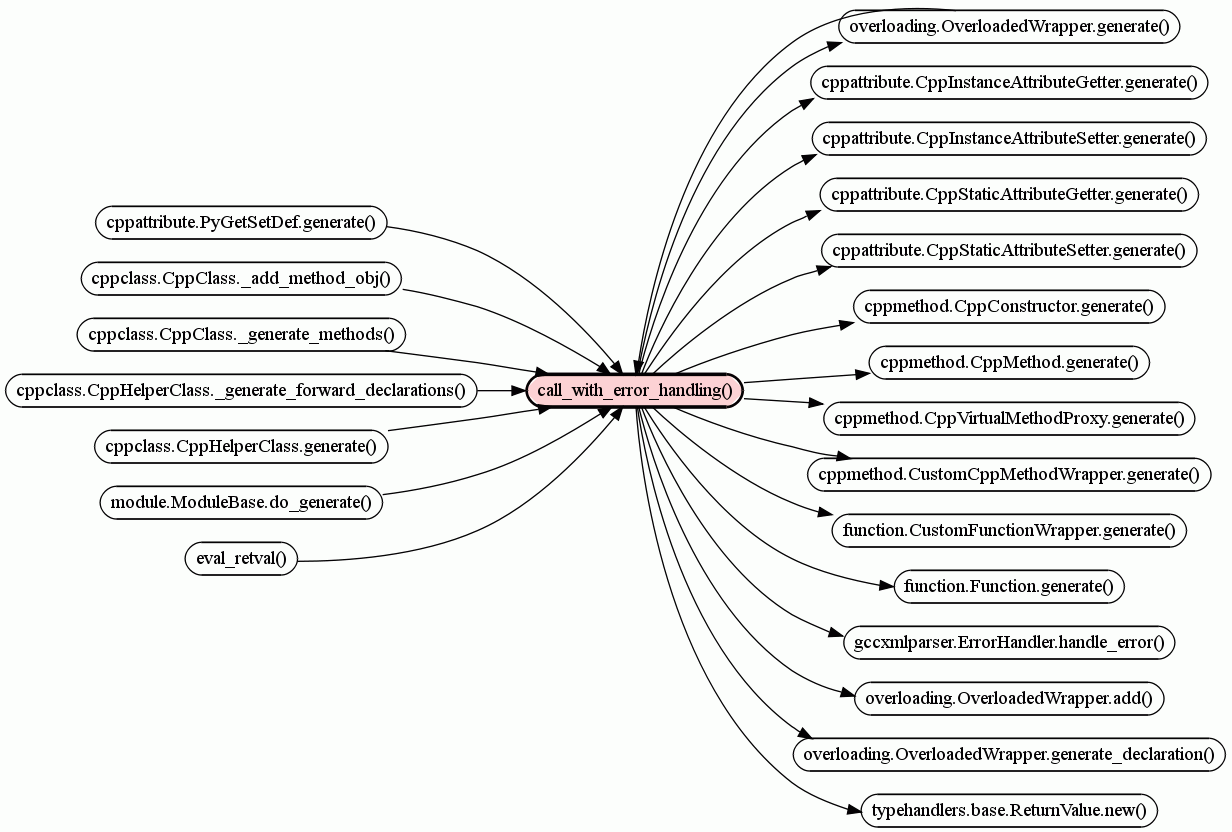 overloading.OverloadedWrapper.generate()
cppattribute.CppInstanceAttributeGetter.generate()
cppattribute.CppInstanceAttributeSetter.generate()
cppattribute.CppStaticAttributeGetter.generate()
cppattribute.PyGetSetDef.generate()
cppattribute.CppStaticAttributeSetter.generate()
cppclass.CppClass._add_method_obj()
cppmethod.CppConstructor.generate()
cppclass.CppClass._generate_methods()
cppmethod.CppMethod.generate()
cppclass.CppHelperClass._generate_forward_declarations()
call_with_error_handling()
cppmethod.CppVirtualMethodProxy.generate()
cppclass.CppHelperClass.generate()
cppmethod.CustomCppMethodWrapper.generate()
module.ModuleBase.do_generate()
function.CustomFunctionWrapper.generate()
eval_retval()
function.Function.generate()
gccxmlparser.ErrorHandler.handle_error()
overloading.OverloadedWrapper.add()
overloading.OverloadedWrapper.generate_declaration()
typehandlers.base.ReturnValue.new()